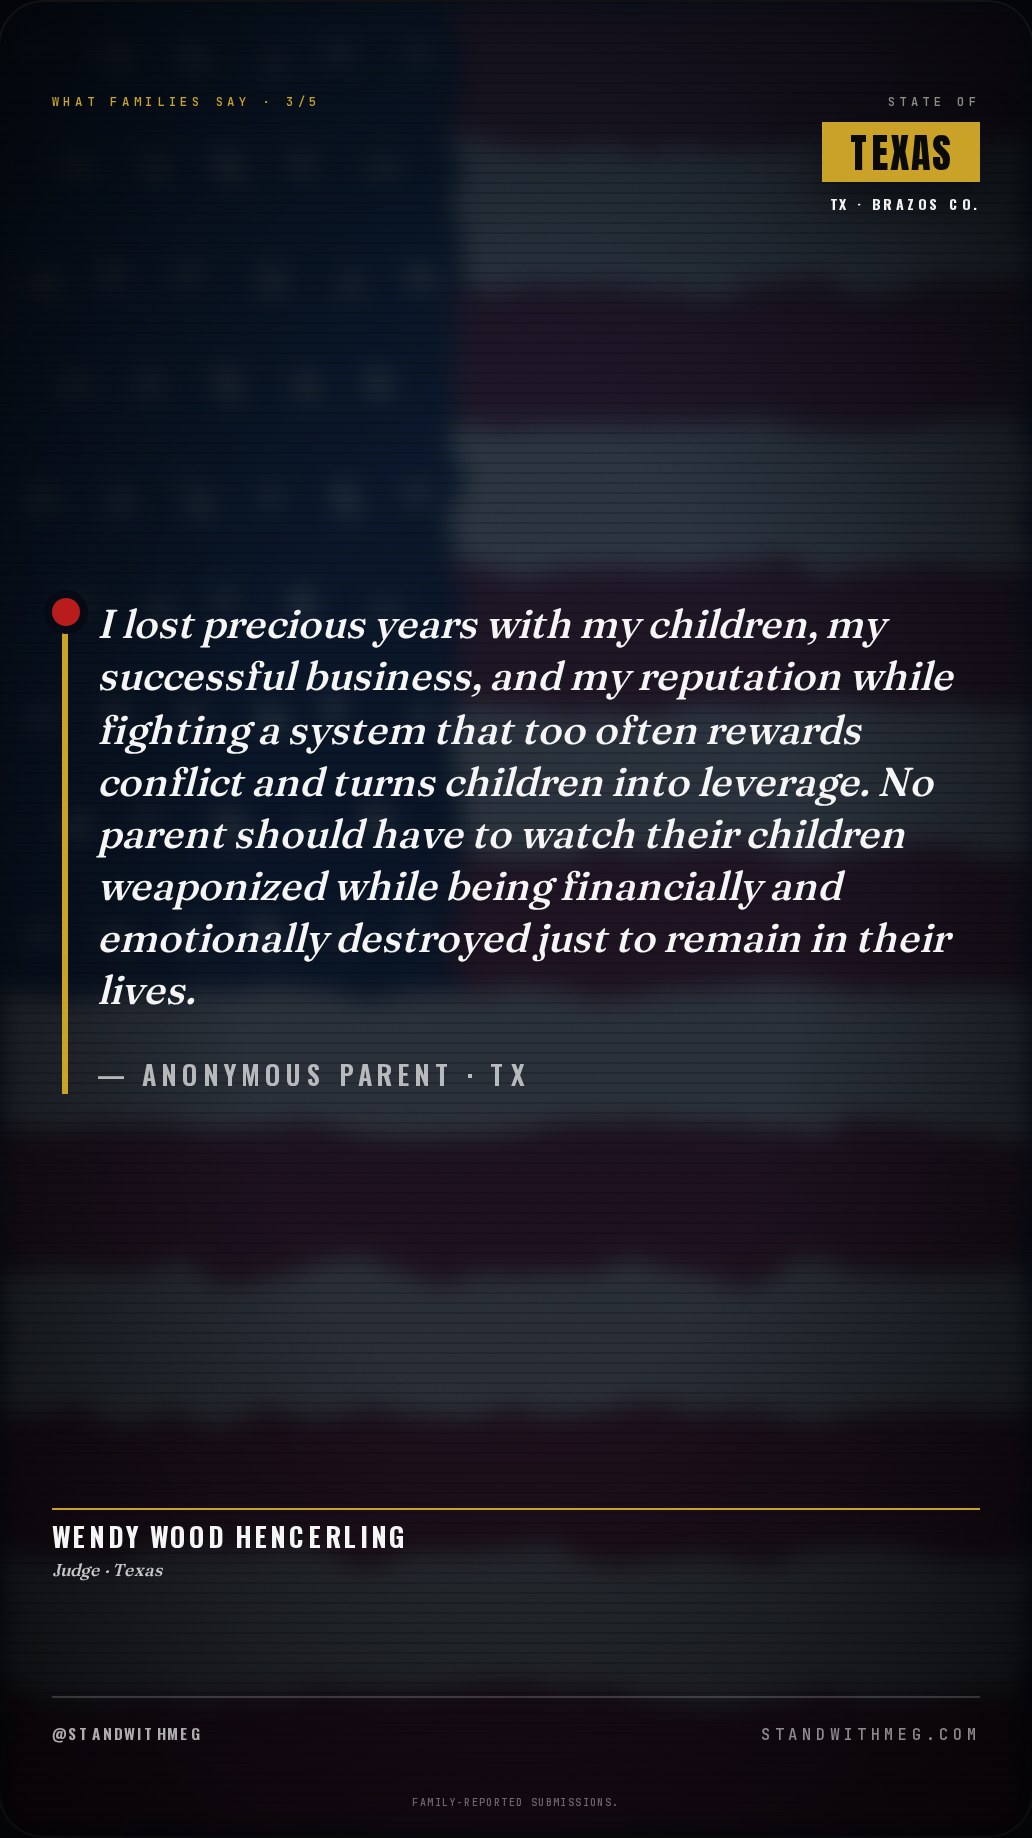 WHAT FAMILIES SAY · 3/5
STATE OF
TEXAS
TX · BRAZOS CO.
I lost precious years with my children, my
successful business, and my reputation while
fighting a system that too often rewards
conflict and turns children into leverage. No
parent should have to watch their children
weaponized while being financially and
emotionally destroyed just to remain in their
lives.
— ANONYMOUS PARENT · TX
WENDY WOOD HENCERLING
Judge · Texas
@STANDWITHMEG
STANDWITHMEG.COM
FAMILY-REPORTED SUBMISSIONS.